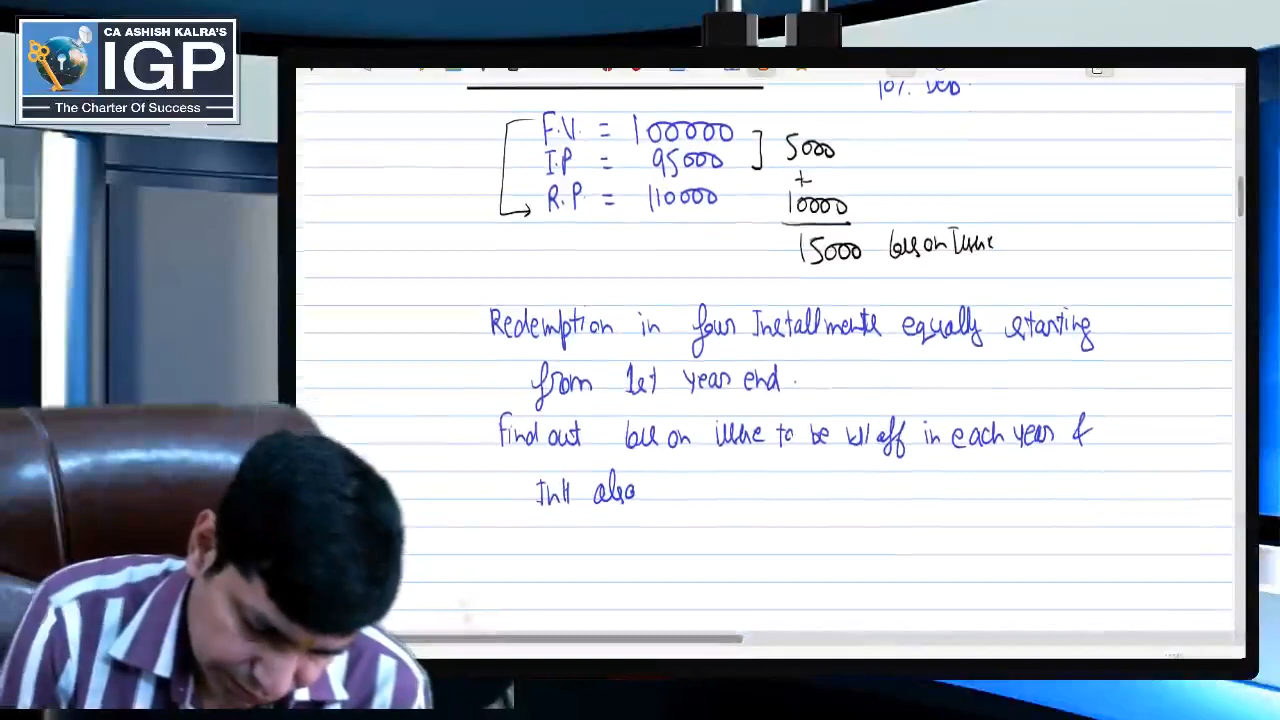 CA ASHISH KALRA'S
IGP
The Charter Of Success
10%
F.V. = 100000
I.P = 95000
R.P. = 110000
5000
+
10000
15000 loss on Issue
Redemption in four Installments equally starting
from 1st year end.
Find out loss on issue to be w/off in each year &
Intt also